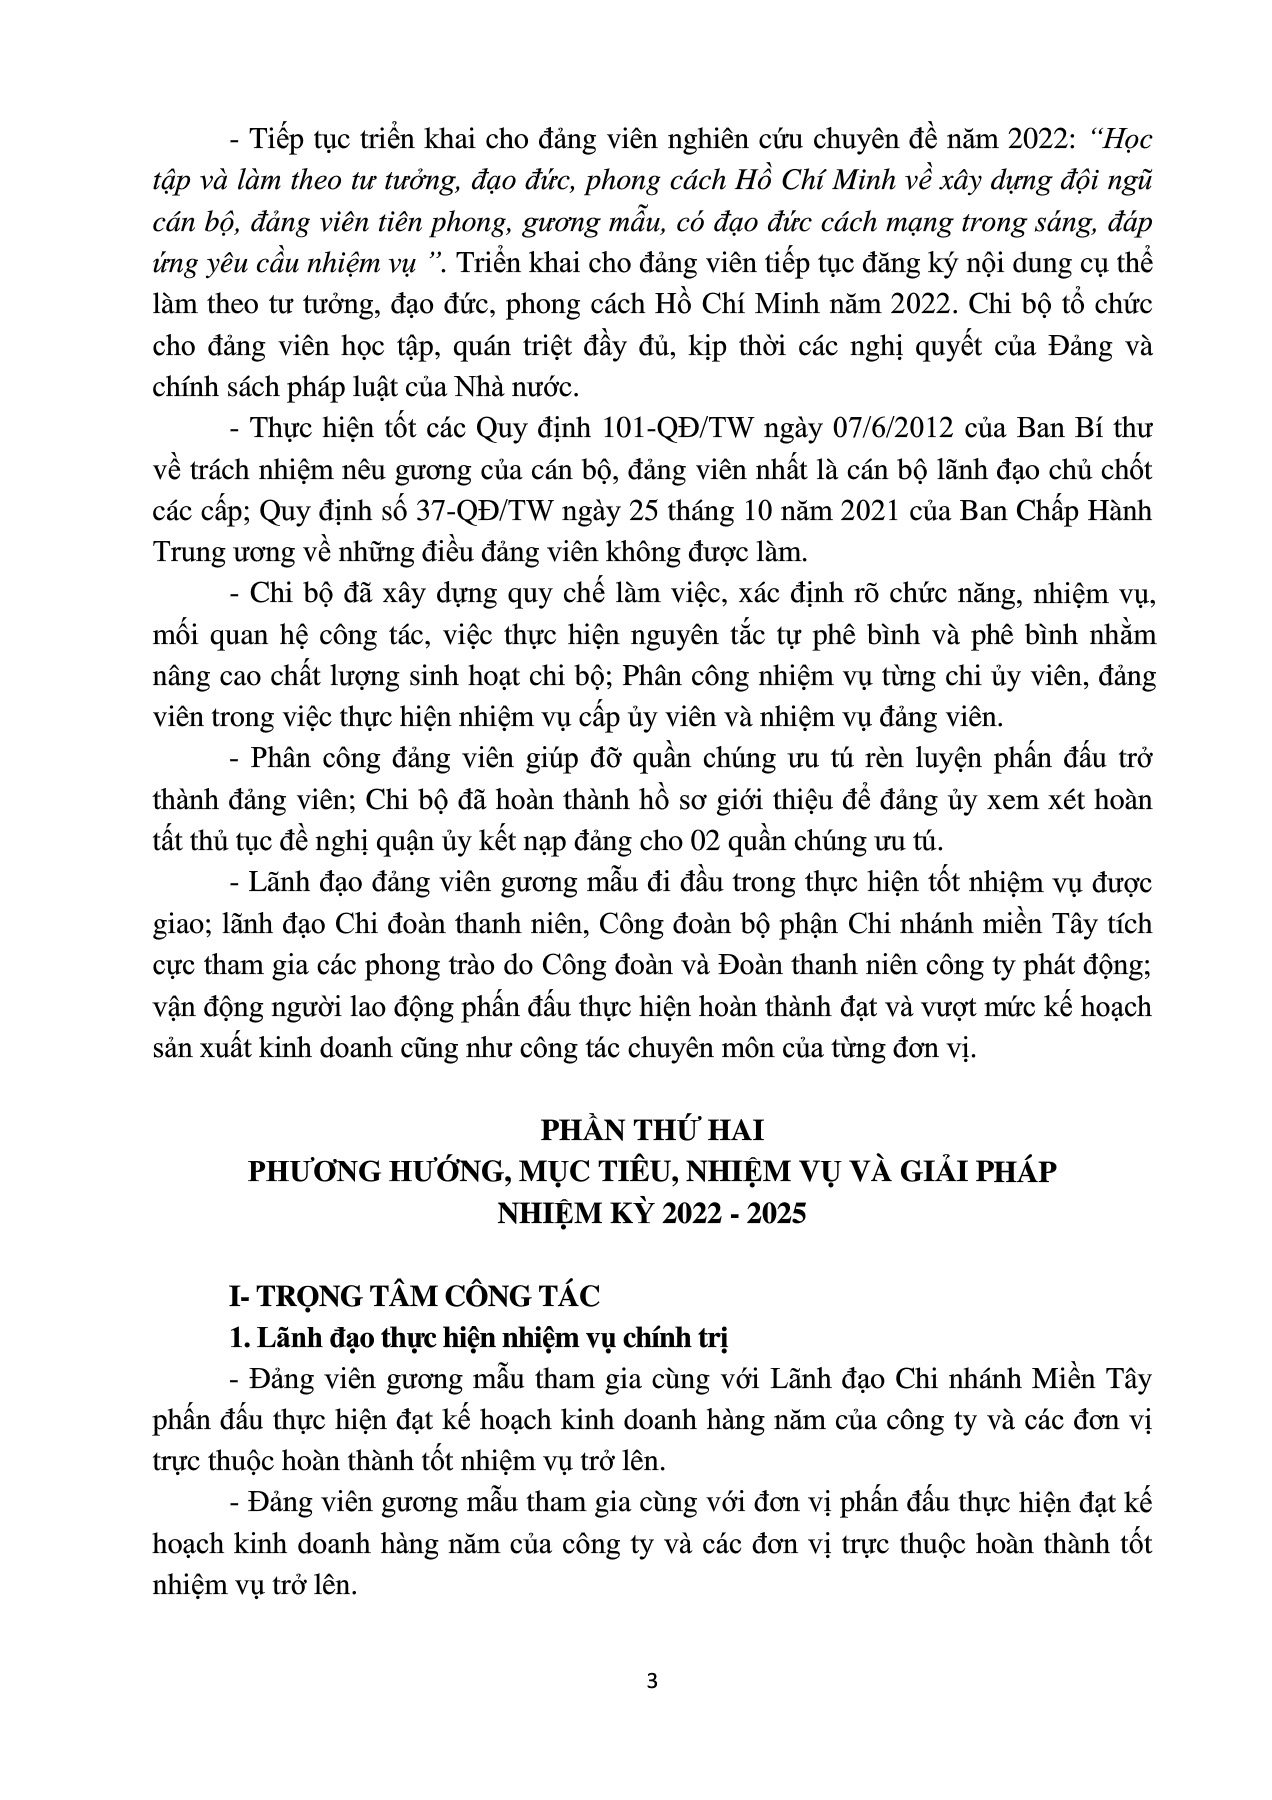 - Tiếp tục triển khai cho đảng viên nghiên cứu chuyên đề năm 2022: “Học
tập và làm theo tư tưởng, đạo đức, phong cách Hồ Chí Minh về xây dựng đội ngũ
cán bộ, đảng viên tiên phong, gương mẫu, có đạo đức cách mạng trong sáng, đáp
ứng yêu cầu nhiệm vụ ”. Triển khai cho đảng viên tiếp tục đăng ký nội dung cụ thể
làm theo tư tưởng, đạo đức, phong cách Hồ Chí Minh năm 2022. Chi bộ tổ chức
cho đảng viên học tập, quán triệt đầy đủ, kịp thời các nghị quyết của Đảng và
chính sách pháp luật của Nhà nước.
- Thực hiện tốt các Quy định 101-QĐ/TW ngày 07/6/2012 của Ban Bí thư
về trách nhiệm nêu gương của cán bộ, đảng viên nhất là cán bộ lãnh đạo chủ chốt
các cấp; Quy định số 37-QĐ/TW ngày 25 tháng 10 năm 2021 của Ban Chấp Hành
Trung ương về những điều đảng viên không được làm.
- Chi bộ đã xây dựng quy chế làm việc, xác định rõ chức năng, nhiệm vụ,
mối quan hệ công tác, việc thực hiện nguyên tắc tự phê bình và phê bình nhằm
nâng cao chất lượng sinh hoạt chi bộ; Phân công nhiệm vụ từng chi ủy viên, đảng
viên trong việc thực hiện nhiệm vụ cấp ủy viên và nhiệm vụ đảng viên.
- Phân công đảng viên giúp đỡ quần chúng ưu tú rèn luyện phấn đấu trở
thành đảng viên; Chi bộ đã hoàn thành hồ sơ giới thiệu để đảng ủy xem xét hoàn
tất thủ tục đề nghị quận ủy kết nạp đảng cho 02 quần chúng ưu tú.
- Lãnh đạo đảng viên gương mẫu đi đầu trong thực hiện tốt nhiệm vụ được
giao; lãnh đạo Chi đoàn thanh niên, Công đoàn bộ phận Chi nhánh miền Tây tích
cực tham gia các phong trào do Công đoàn và Đoàn thanh niên công ty phát động;
vận động người lao động phấn đấu thực hiện hoàn thành đạt và vượt mức kế hoạch
sản xuất kinh doanh cũng như công tác chuyên môn của từng đơn vị.
PHẦN THỨ HAI
PHƯƠNG HƯỚNG, MỤC TIÊU, NHIỆM VỤ VÀ GIẢI PHÁP
NHIỆM KỲ 2022 - 2025
I- TRỌNG TÂM CÔNG TÁC
1. Lãnh đạo thực hiện nhiệm vụ chính trị
- Đảng viên gương mẫu tham gia cùng với Lãnh đạo Chi nhánh Miền Tây
phấn đấu thực hiện đạt kế hoạch kinh doanh hàng năm của công ty và các đơn vị
trực thuộc hoàn thành tốt nhiệm vụ trở lên.
- Đảng viên gương mẫu tham gia cùng với đơn vị phấn đấu thực hiện đạt kế
hoạch kinh doanh hàng năm của công ty và các đơn vị trực thuộc hoàn thành tốt
nhiệm vụ trở lên.
3